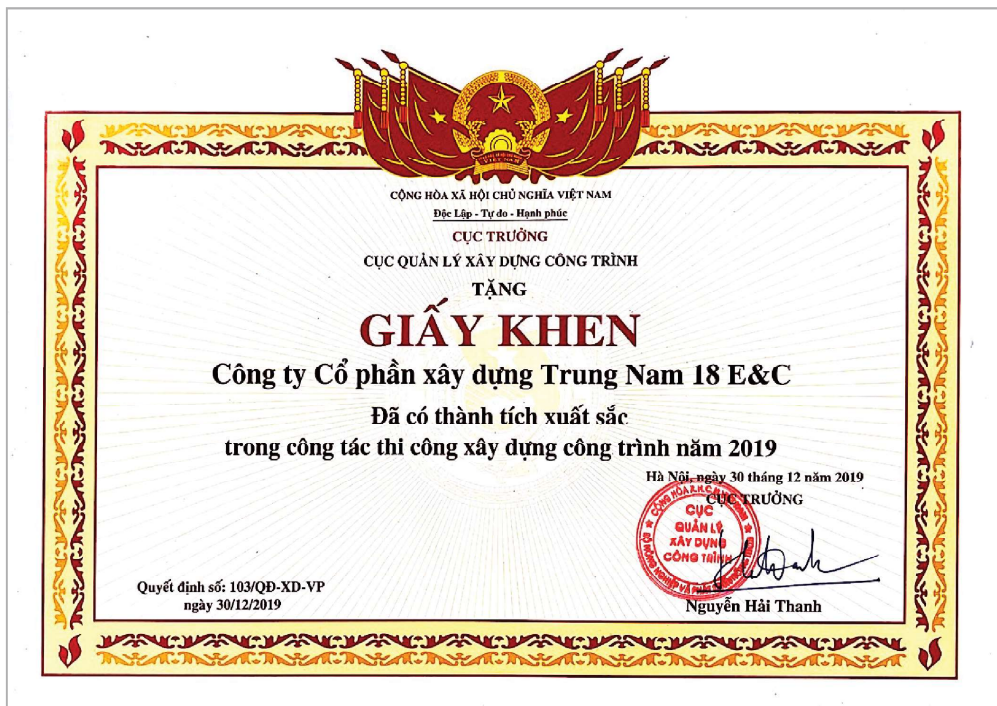 VIỆT NAM
CỘNG HÒA XÃ HỘI CHỦ NGHĨA VIỆT NAM
Độc Lập - Tự do - Hạnh phúc
CỤC TRƯỞNG
CỤC QUẢN LÝ XÂY DỰNG CÔNG TRÌNH
TẶNG
GIẤY KHEN
Công ty Cổ phần xây dựng Trung Nam 18 E&C
Đã có thành tích xuất sắc
trong công tác thi công xây dựng công trình năm 2019
Hà Nội, ngày 30 tháng 12 năm 2019
CỤC TRƯỞNG
CỤC
QUẢN LÝ
XÂY DỰNG
CÔNG TRÌNH
Nguyễn Hải Thanh
Quyết định số: 103/QĐ-XD-VP
ngày 30/12/2019